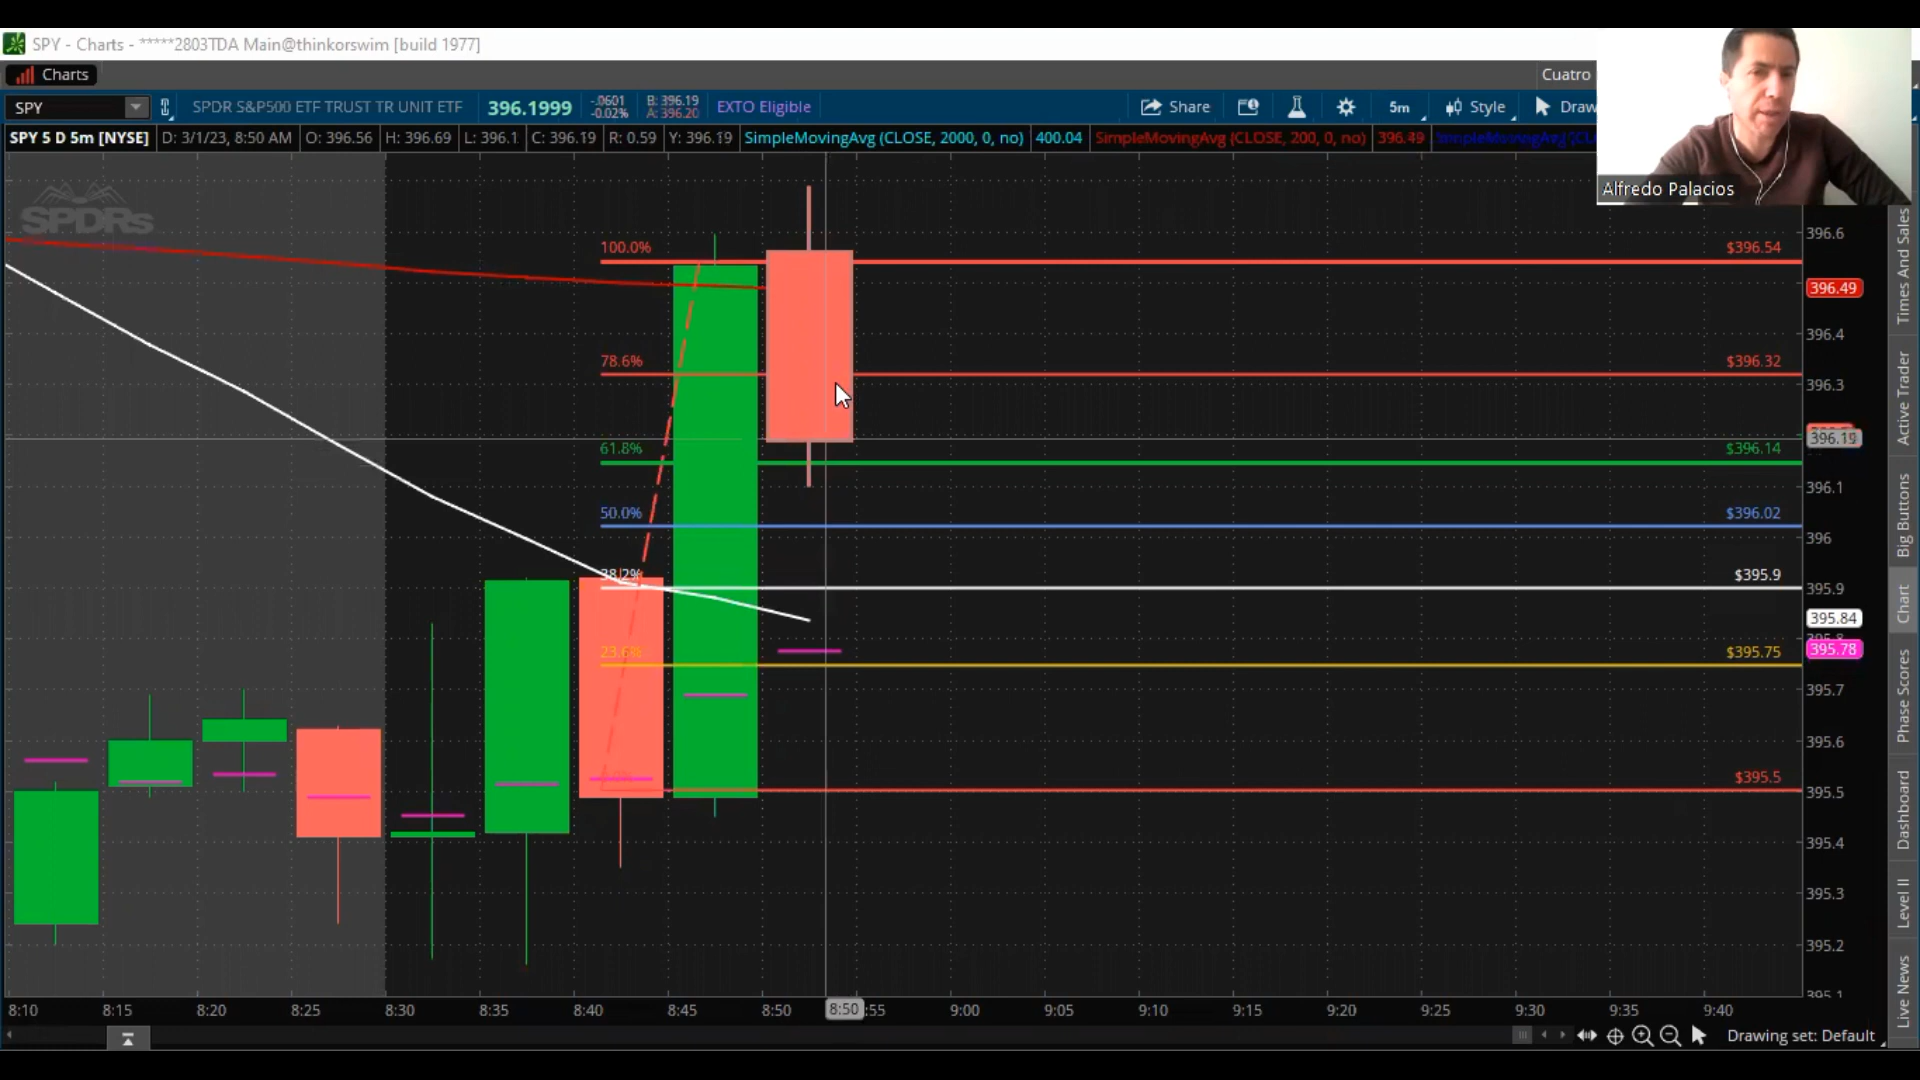 SPY - Charts - *****2803TDA Main@thinkorswim [build 1977]
Charts
Cuatro
SPY
SPDR S&P500 ETF TRUST TR UNIT ETF
396.1999
-.0601
-0.02%
B: 396.19
A: 396.20
EXTO Eligible
Share
5m
Style
Draw
SPY 5 D 5m [NYSE]
D: 3/1/23, 8:50 AM
O: 396.56
H: 396.69
L: 396.1
C: 396.19
R: 0.59
Y: 396.19
SimpleMovingAvg (CLOSE, 2000, 0, no)
400.04
SimpleMovingAvg (CLOSE, 200, 0, no)
396.49
Alfredo Palacios
SPDRs
100.0%
$396.54
78.6%
$396.32
61.8%
$396.14
50.0%
$396.02
38.2%
$395.9
23.6%
$395.75
$395.5
396.6
396.49
396.4
396.3
396.19
396.1
396
395.9
395.84
395.8
395.78
395.7
395.6
395.5
395.4
395.3
395.2
395.1
Times And Sales
Active Trader
Big Buttons
Chart
Phase Scores
Dashboard
Level II
Live News
8:10
8:15
8:20
8:25
8:30
8:35
8:40
8:45
8:50
8:50
:55
9:00
9:05
9:10
9:15
9:20
9:25
9:30
9:35
9:40
Drawing set: Default